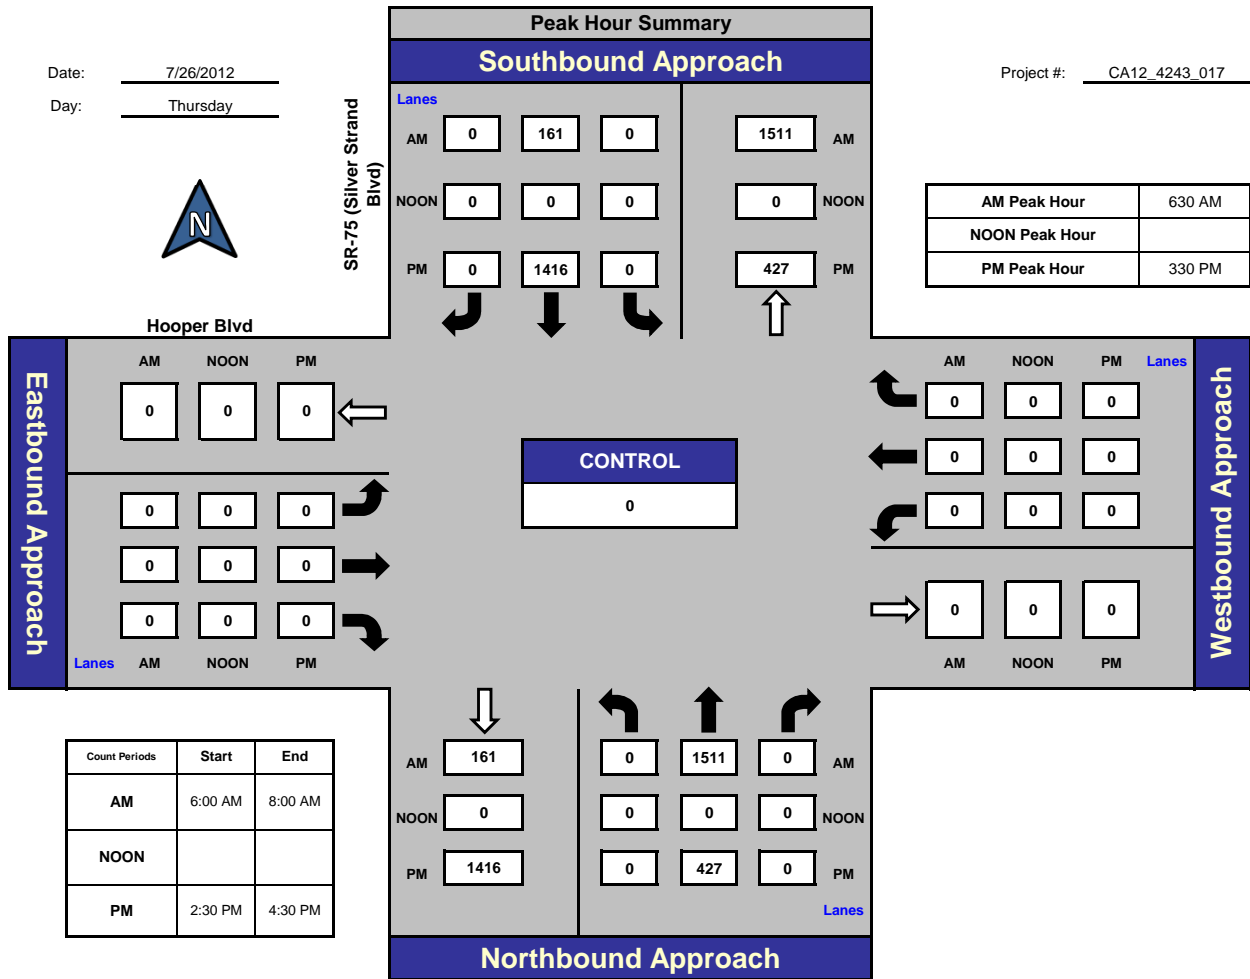 Peak Hour Summary
Southbound Approach
Date: 7/26/2012
Day: Thursday
Project #: CA12_4243_017
N
SR-75 (Silver Strand
Blvd)
Lanes
AM 0 161 0 1511 AM
NOON 0 0 0 0 NOON
PM 0 1416 0 427 PM
AM Peak Hour 630 AM
NOON Peak Hour
PM Peak Hour 330 PM
Hooper Blvd
Eastbound Approach
AM NOON PM
0 0 0
0 0 0
0 0 0
0 0 0
Lanes AM NOON PM
CONTROL
0
AM NOON PM Lanes
0 0 0
0 0 0
0 0 0
0 0 0
AM NOON PM
Westbound Approach
Count Periods Start End
AM 6:00 AM 8:00 AM
NOON
PM 2:30 PM 4:30 PM
AM 161 0 1511 0 AM
NOON 0 0 0 0 NOON
PM 1416 0 427 0 PM
Lanes
Northbound Approach